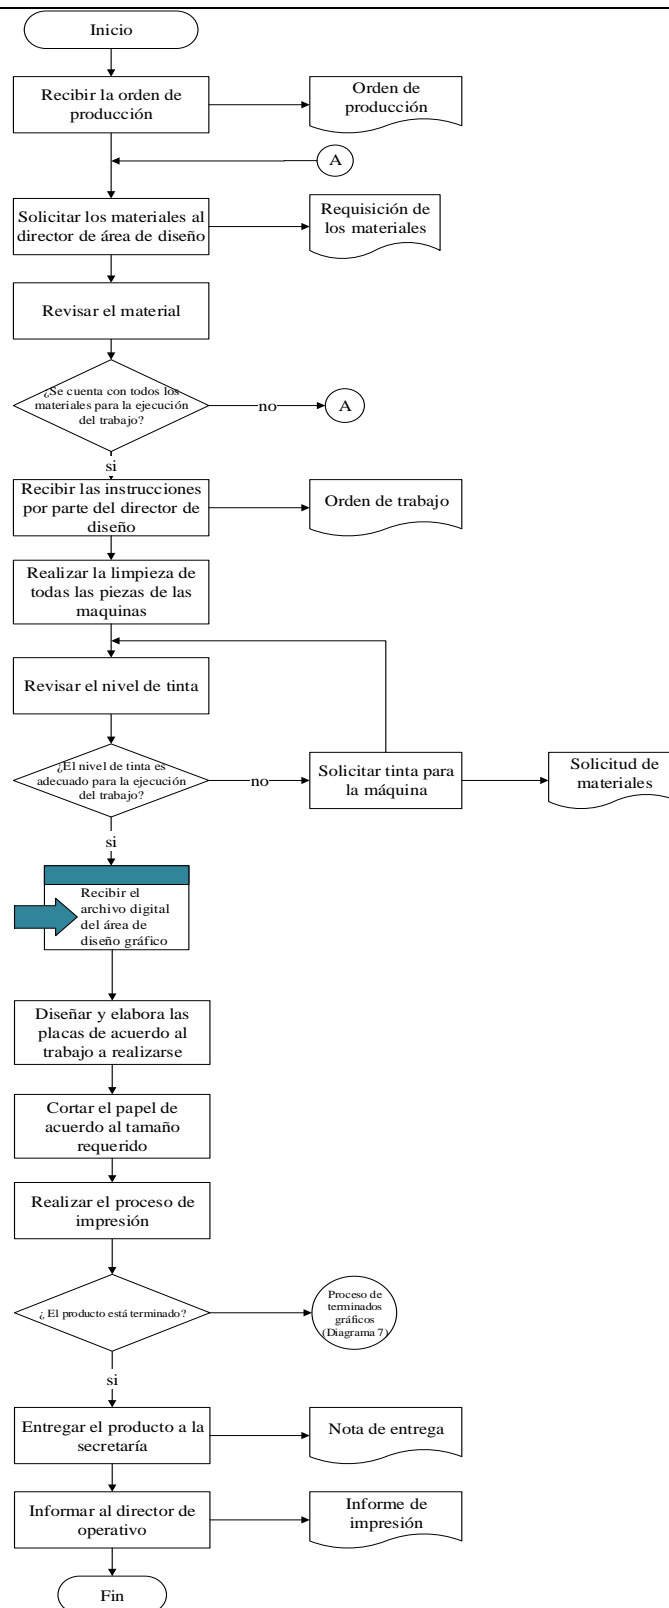 Inicio
Recibir la orden de
producción
Orden de
producción
A
Solicitar los materiales al
director de área de diseño
Requisición de
los materiales
Revisar el material
¿Se cuenta con todos los
materiales para la ejecución
del trabajo?
no
A
si
Recibir las instrucciones
por parte del director de
diseño
Orden de trabajo
Realizar la limpieza de
todas las piezas de las
maquinas
Revisar el nivel de tinta
¿El nivel de tinta es
adecuado para la ejecución
del trabajo?
no
Solicitar tinta para
la máquina
Solicitud de
materiales
si
Recibir el
archivo digital
del área de
diseño gráfico
Diseñar y elabora las
placas de acuerdo al
trabajo a realizarse
Cortar el papel de
acuerdo al tamaño
requerido
Realizar el proceso de
impresión
¿ El producto está terminado?
Proceso de
terminados
gráficos
(Diagrama 7)
si
Entregar el producto a la
secretaría
Nota de entrega
Informar al director de
operativo
Informe de
impresión
Fin